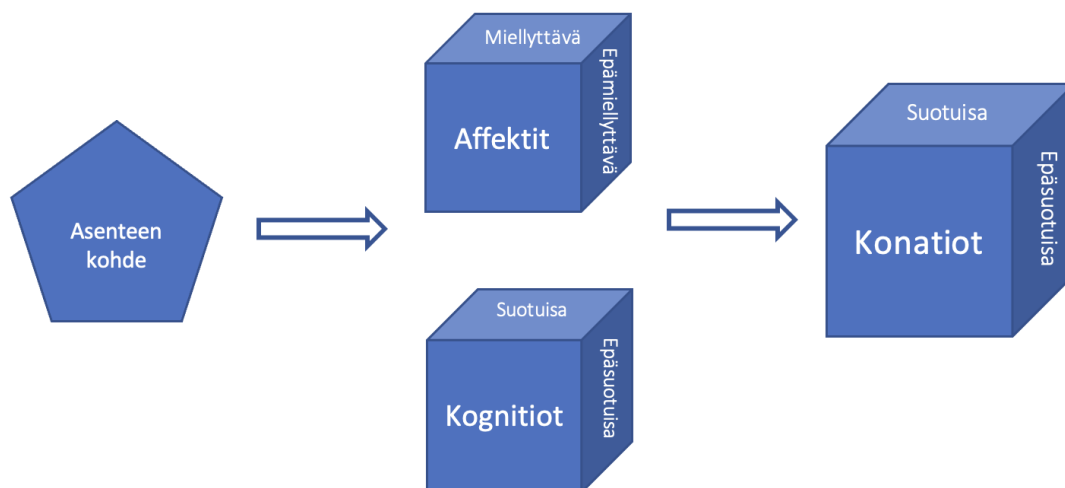 Asenteen
kohde
Miellyttävä
Epämiellyttävä
Affektit
Suotuisa
Epäsuotuisa
Kognitiot
Suotuisa
Epäsuotuisa
Konatiot